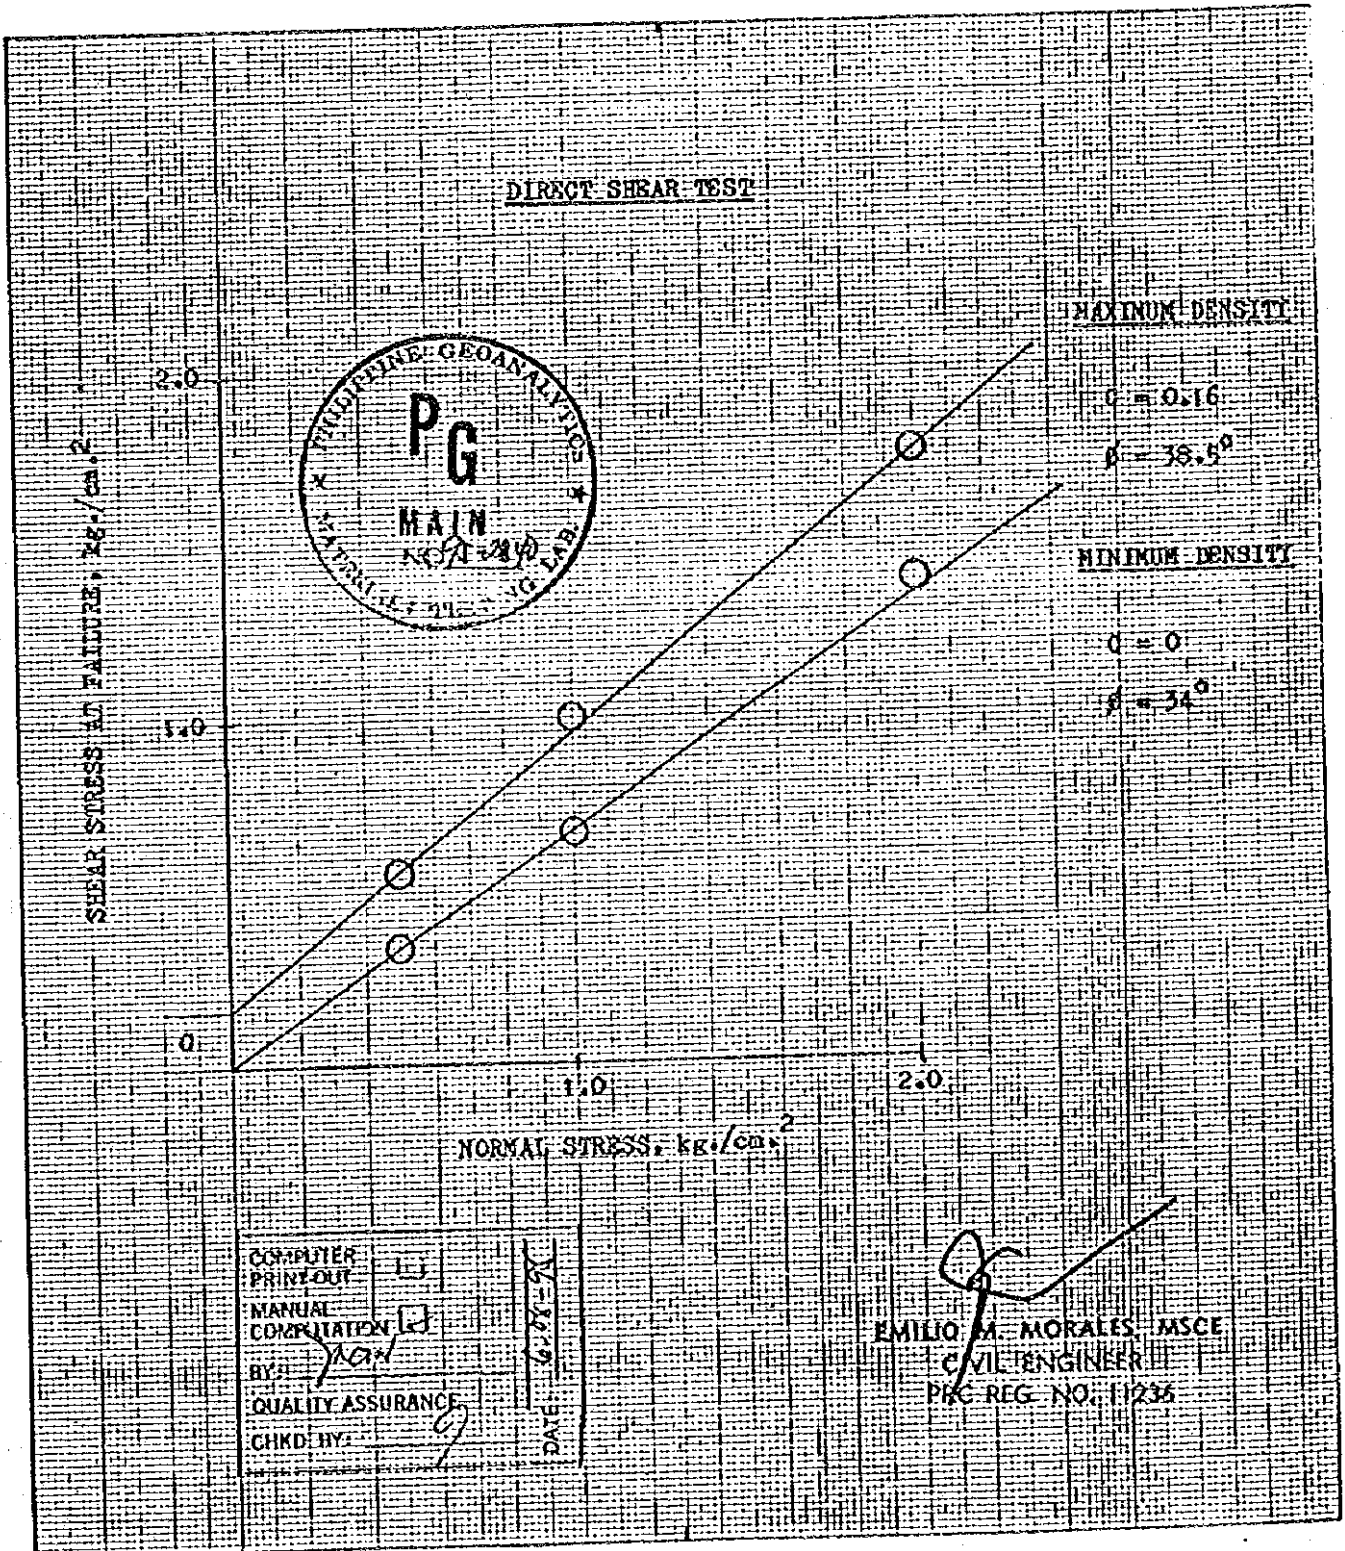 DIRECT SHEAR TEST
MAXIMUM DENSITY
C = 0.16
ø = 38.5°
MINIMUM DENSITY
C = 0
ø = 34°
2.0
1.0
0
1.0
2.0
SHEAR STRESS AT FAILURE, kg./cm.2
NORMAL STRESS, kg./cm.2
PHILIPPINE GEOANALYTICS
PG
MAIN
LAB.
COMPUTER
PRINT-OUT
MANUAL
COMPUTATION
BY:
QUALITY ASSURANCE
CHKD. BY:
DATE:
EMILIO M. MORALES, MSCE
CIVIL ENGINEER
PRC REG. NO. 11236